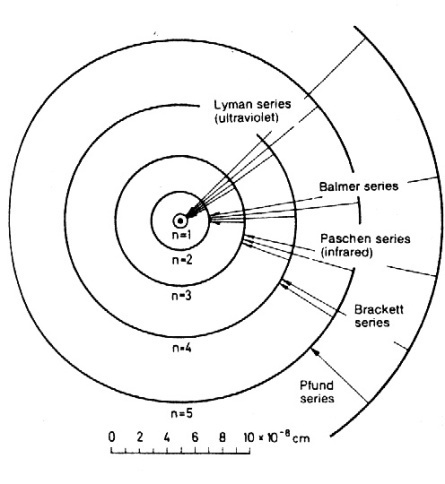 Lyman series
(ultraviolet)
Balmer series
n=1
Paschen series
(infrared)
n=2
n=3
Brackett
series
n=4
Pfund
series
n=5
0 2 4 6 8 10 × 10⁻⁸ cm